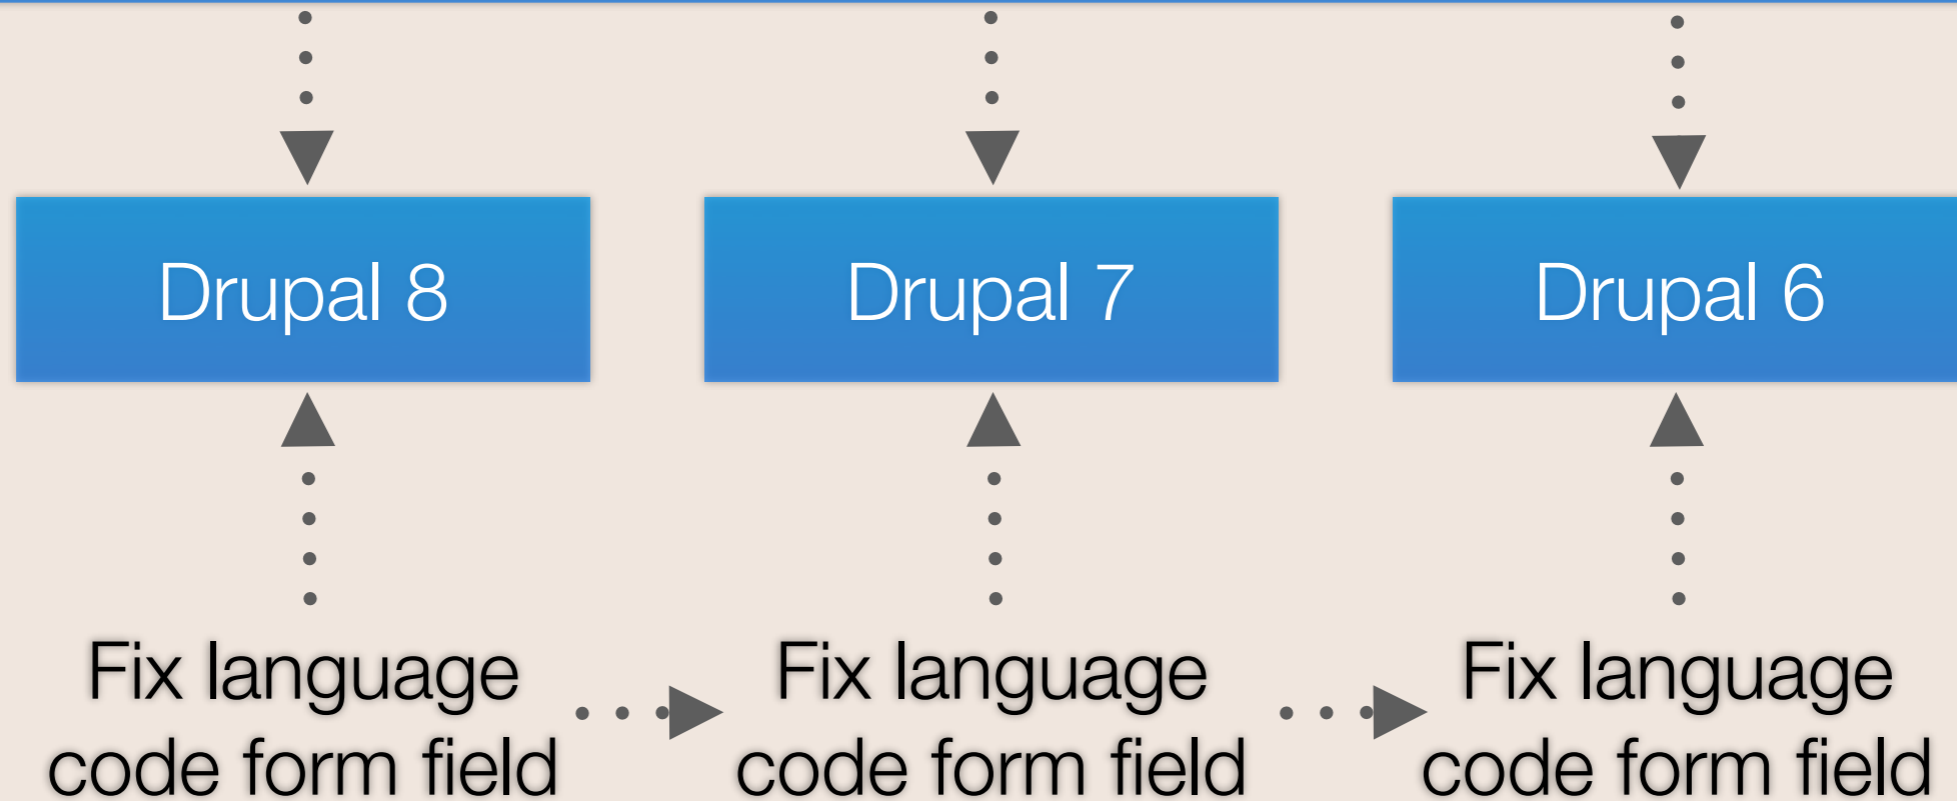 Drupal 8
Drupal 7
Drupal 6
Fix language
code form field
Fix language
code form field
Fix language
code form field